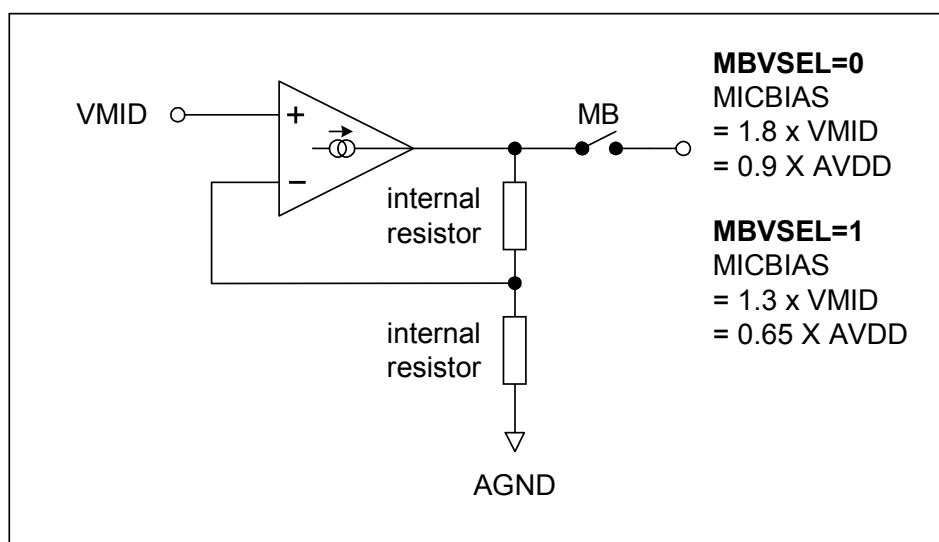 VMID
+
−
MB
internal
resistor
internal
resistor
AGND
MBVSEL=0
MICBIAS
= 1.8 x VMID
= 0.9 X AVDD
MBVSEL=1
MICBIAS
= 1.3 x VMID
= 0.65 X AVDD